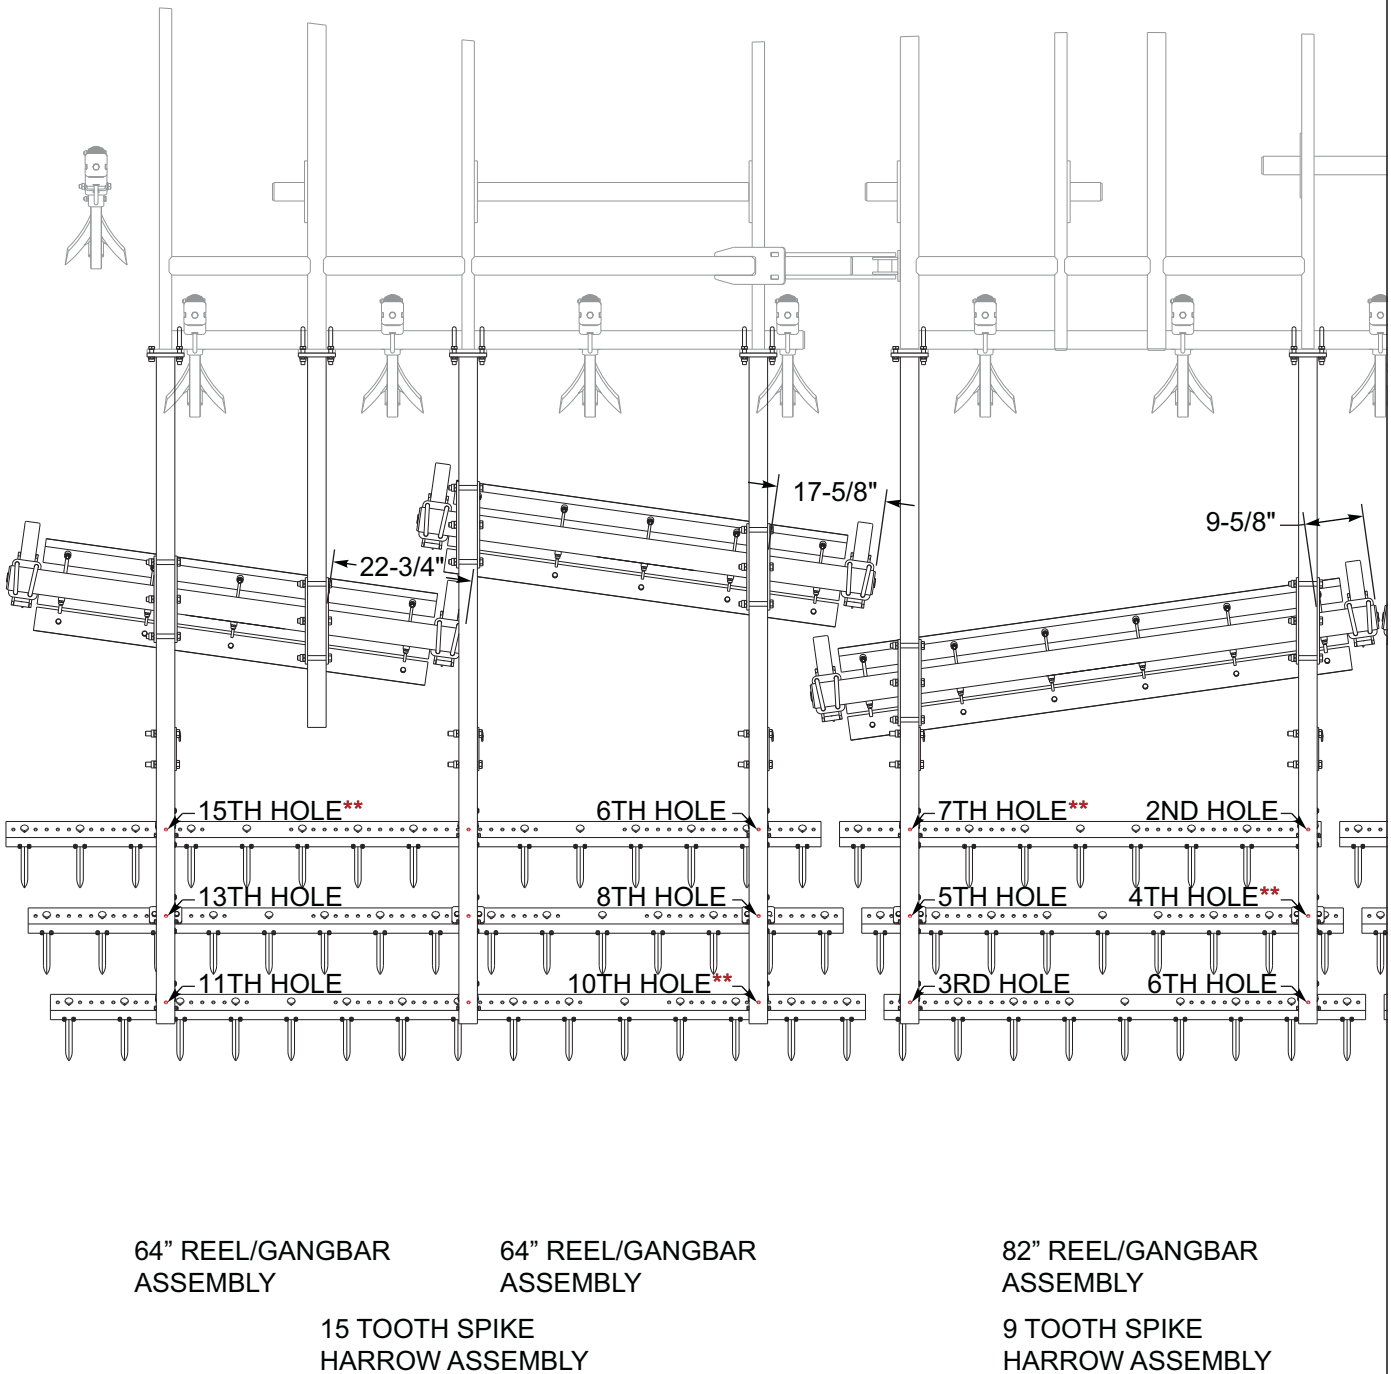 17-5/8"
9-5/8"
22-3/4"
15TH HOLE**
6TH HOLE
7TH HOLE**
2ND HOLE
13TH HOLE
8TH HOLE
5TH HOLE
4TH HOLE**
11TH HOLE
10TH HOLE**
3RD HOLE
6TH HOLE
64” REEL/GANGBAR
ASSEMBLY
64” REEL/GANGBAR
ASSEMBLY
82” REEL/GANGBAR
ASSEMBLY
15 TOOTH SPIKE
HARROW ASSEMBLY
9 TOOTH SPIKE
HARROW ASSEMBLY